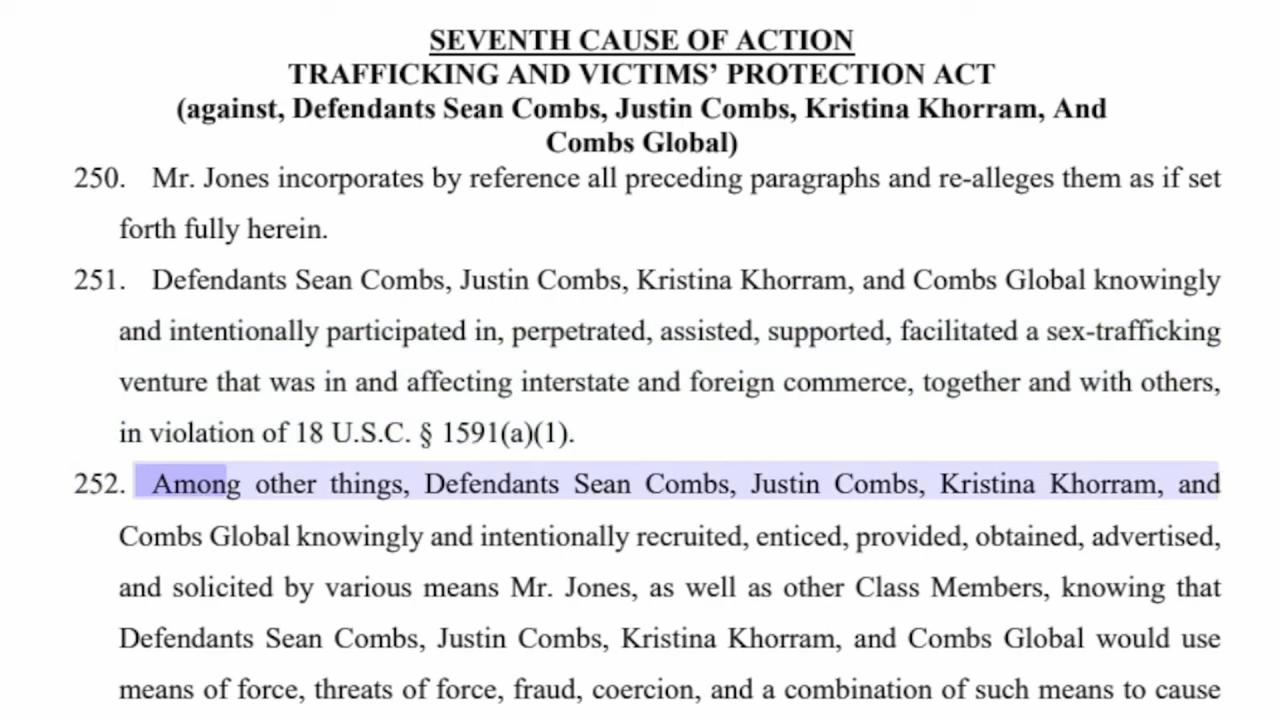 SEVENTH CAUSE OF ACTION
TRAFFICKING AND VICTIMS’ PROTECTION ACT
(against, Defendants Sean Combs, Justin Combs, Kristina Khorram, And
Combs Global)
250. Mr. Jones incorporates by reference all preceding paragraphs and re-alleges them as if set
forth fully herein.
251. Defendants Sean Combs, Justin Combs, Kristina Khorram, and Combs Global knowingly
and intentionally participated in, perpetrated, assisted, supported, facilitated a sex-trafficking
venture that was in and affecting interstate and foreign commerce, together and with others,
in violation of 18 U.S.C. § 1591(a)(1).
252. Among other things, Defendants Sean Combs, Justin Combs, Kristina Khorram, and
Combs Global knowingly and intentionally recruited, enticed, provided, obtained, advertised,
and solicited by various means Mr. Jones, as well as other Class Members, knowing that
Defendants Sean Combs, Justin Combs, Kristina Khorram, and Combs Global would use
means of force, threats of force, fraud, coercion, and a combination of such means to cause